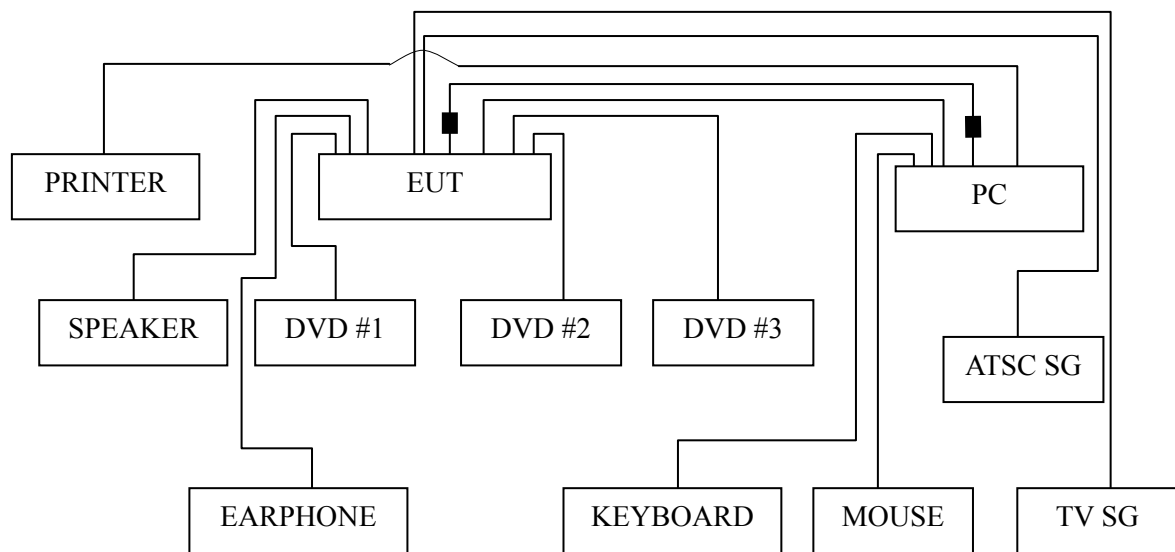 PRINTER
EUT
PC
SPEAKER
DVD #1
DVD #2
DVD #3
ATSC SG
EARPHONE
KEYBOARD
MOUSE
TV SG